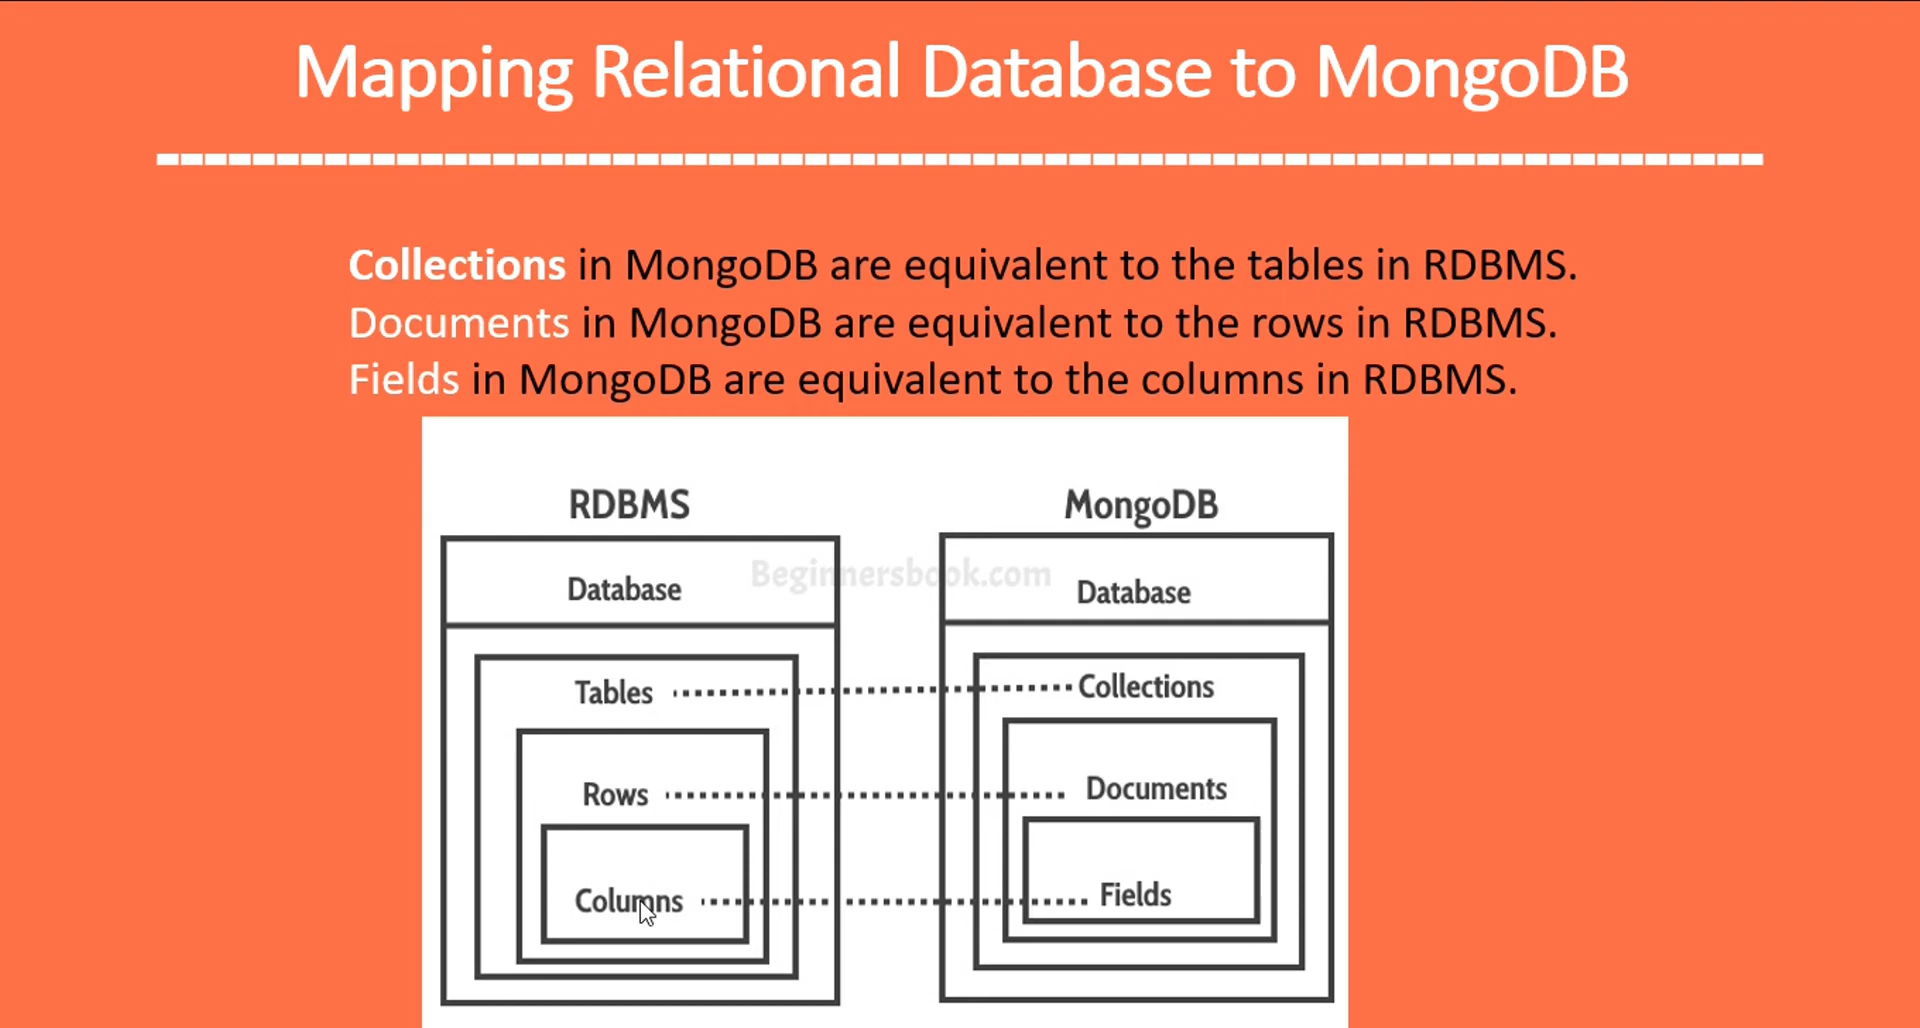 Mapping Relational Database to MongoDB
Collections in MongoDB are equivalent to the tables in RDBMS.
Documents in MongoDB are equivalent to the rows in RDBMS.
Fields in MongoDB are equivalent to the columns in RDBMS.
RDBMS
MongoDB
Beginnersbook.com
Database
Database
Tables
Collections
Rows
Documents
Columns
Fields